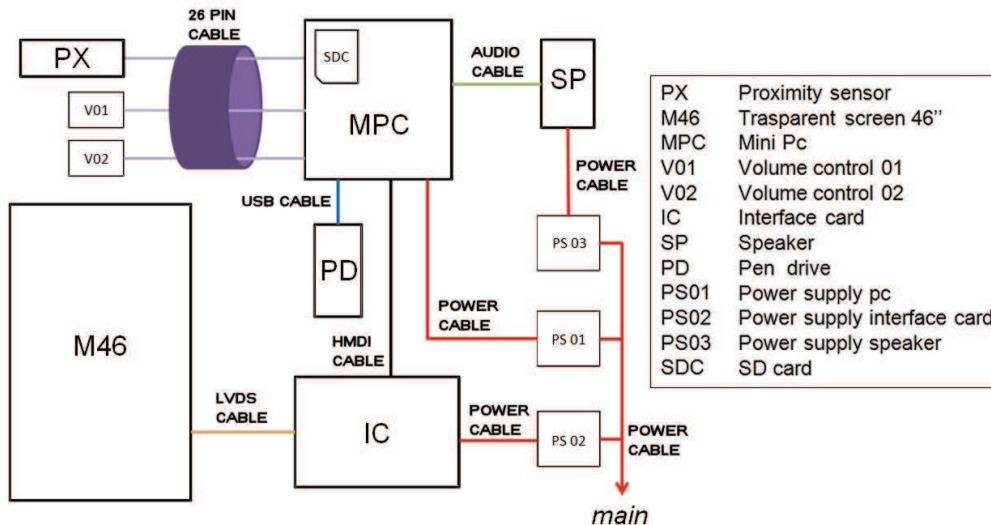 26 PIN
CABLE
PX
V01
V02
SDC
MPC
AUDIO
CABLE
SP
POWER
CABLE
USB CABLE
PD
PS 03
M46
HMDI
CABLE
POWER
CABLE
PS 01
LVDS
CABLE
IC
POWER
CABLE
PS 02
POWER
CABLE
main
PX Proximity sensor
M46 Trasparent screen 46''
MPC Mini Pc
V01 Volume control 01
V02 Volume control 02
IC Interface card
SP Speaker
PD Pen drive
PS01 Power supply pc
PS02 Power supply interface card
PS03 Power supply speaker
SDC SD card